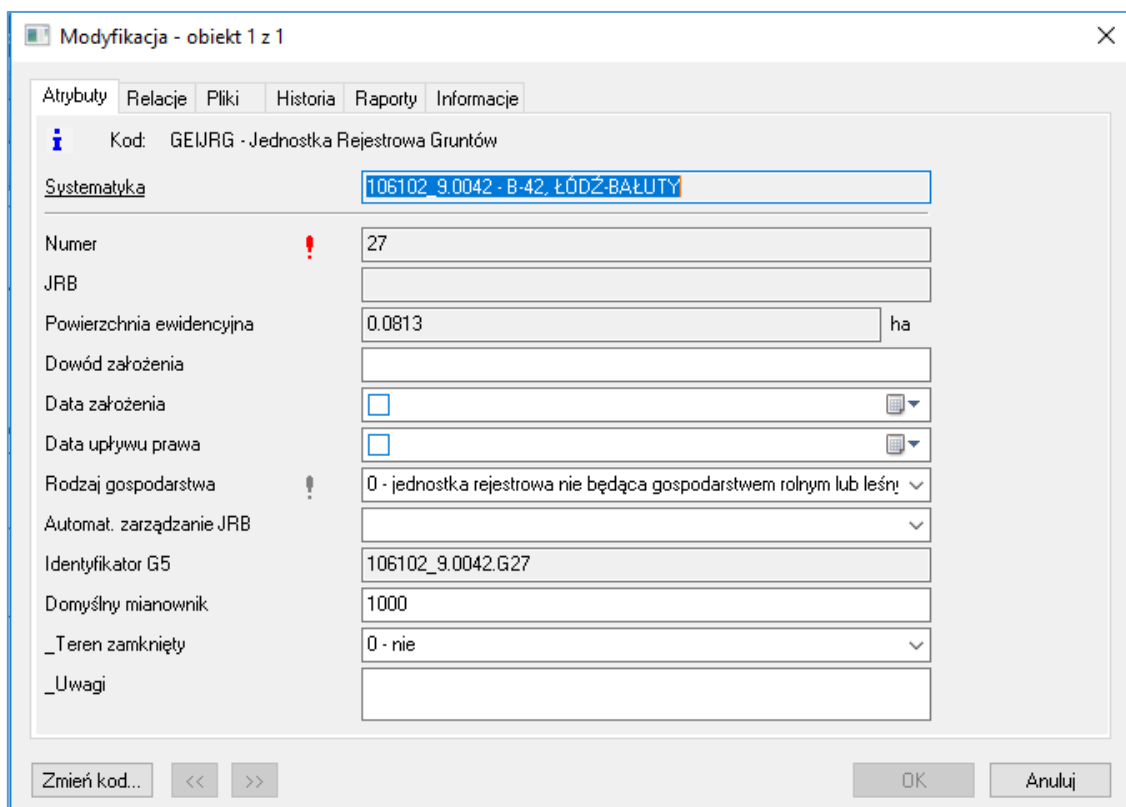 Modyfikacja - obiekt 1 z 1
Atrybuty Relacje Pliki Historia Raporty Informacje
Kod: GEIJRG - Jednostka Rejestrowa Gruntów
Systematyka 106102_9.0042 - B-42, ŁÓDŹ-BAŁUTY
Numer 27
JRB
Powierzchnia ewidencyjna 0.0813 ha
Dowód założenia
Data założenia
Data upływu prawa
Rodzaj gospodarstwa 0 - jednostka rejestrowa nie będąca gospodarstwem rolnym lub leśny
Automat. zarządzanie JRB
Identyfikator G5 106102_9.0042.G27
Domyślny mianownik 1000
_Teren zamknięty 0 - nie
_Uwagi
Zmień kod... << >> OK Anuluj